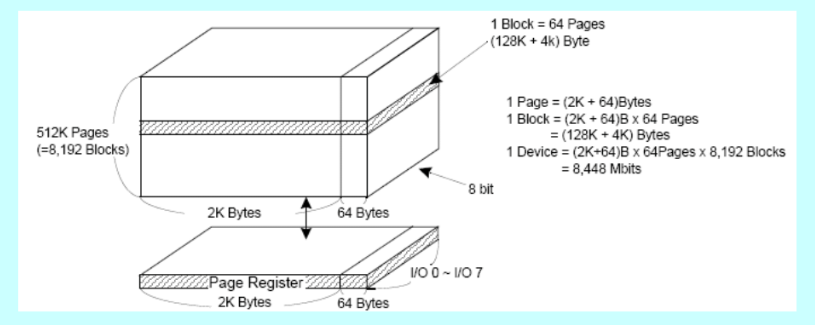 1 Block = 64 Pages
(128K + 4k) Byte
1 Page = (2K + 64)Bytes
1 Block = (2K + 64)B x 64 Pages
= (128K + 4K) Bytes
1 Device = (2K+64)B x 64Pages x 8,192 Blocks
= 8,448 Mbits
512K Pages
(=8,192 Blocks)
8 bit
2K Bytes
64 Bytes
I/O 0 ~ I/O 7
Page Register
2K Bytes
64 Bytes